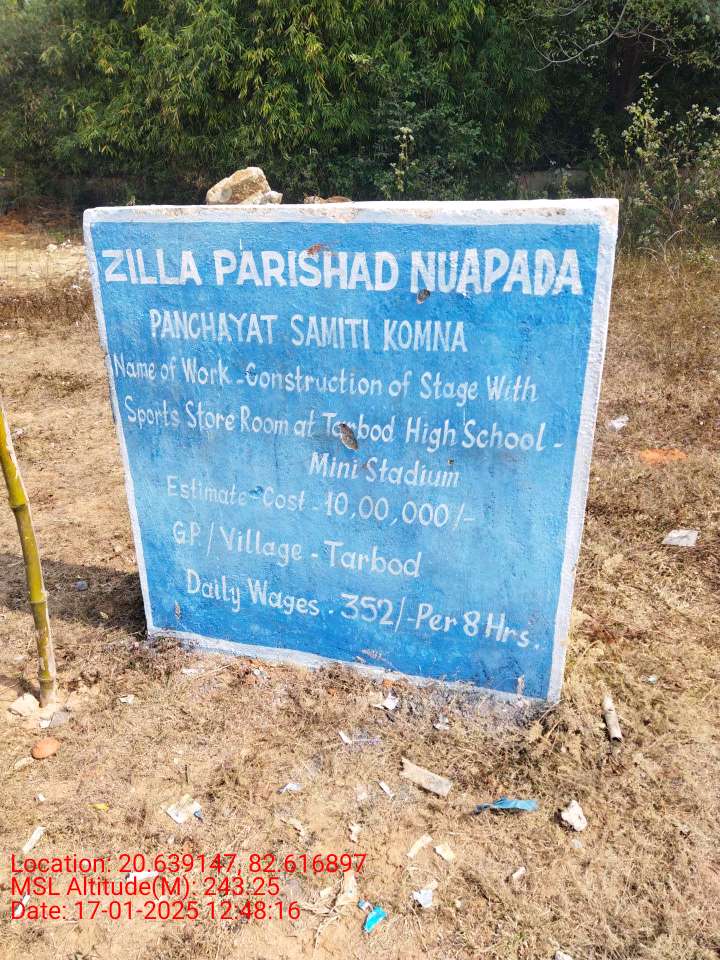 ZILLA PARISHAD NUAPADA
PANCHAYAT SAMITI KOMNA
Name of Work - Construction of Stage With
Sports Store Room at Tarbod High School -
Mini Stadium
Estimate - Cost - 10,00,000/-
G.P/Village - Tarbod
Daily Wages - 352/- Per 8 Hrs.
Location: 20.639147, 82.616897
MSL Altitude(M): 243.25
Date: 17-01-2025 12:48:16